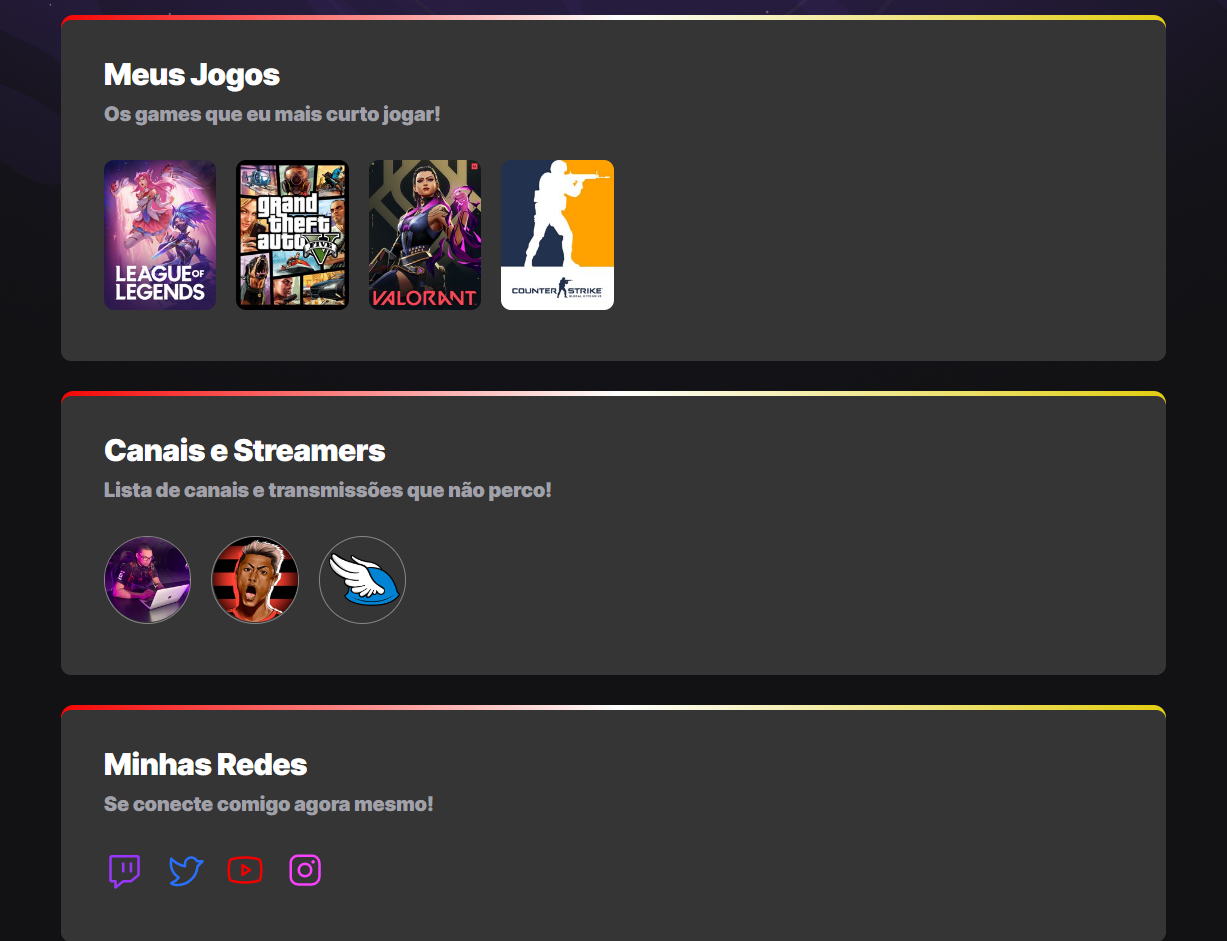 Meus Jogos
Os games que eu mais curto jogar!
LEAGUE OF
LEGENDS
grand
theft
auto
FIVE
VALORANT
COUNTER STRIKE
GLOBAL OFFENSIVE
Canais e Streamers
Lista de canais e transmissões que não perco!
Minhas Redes
Se conecte comigo agora mesmo!